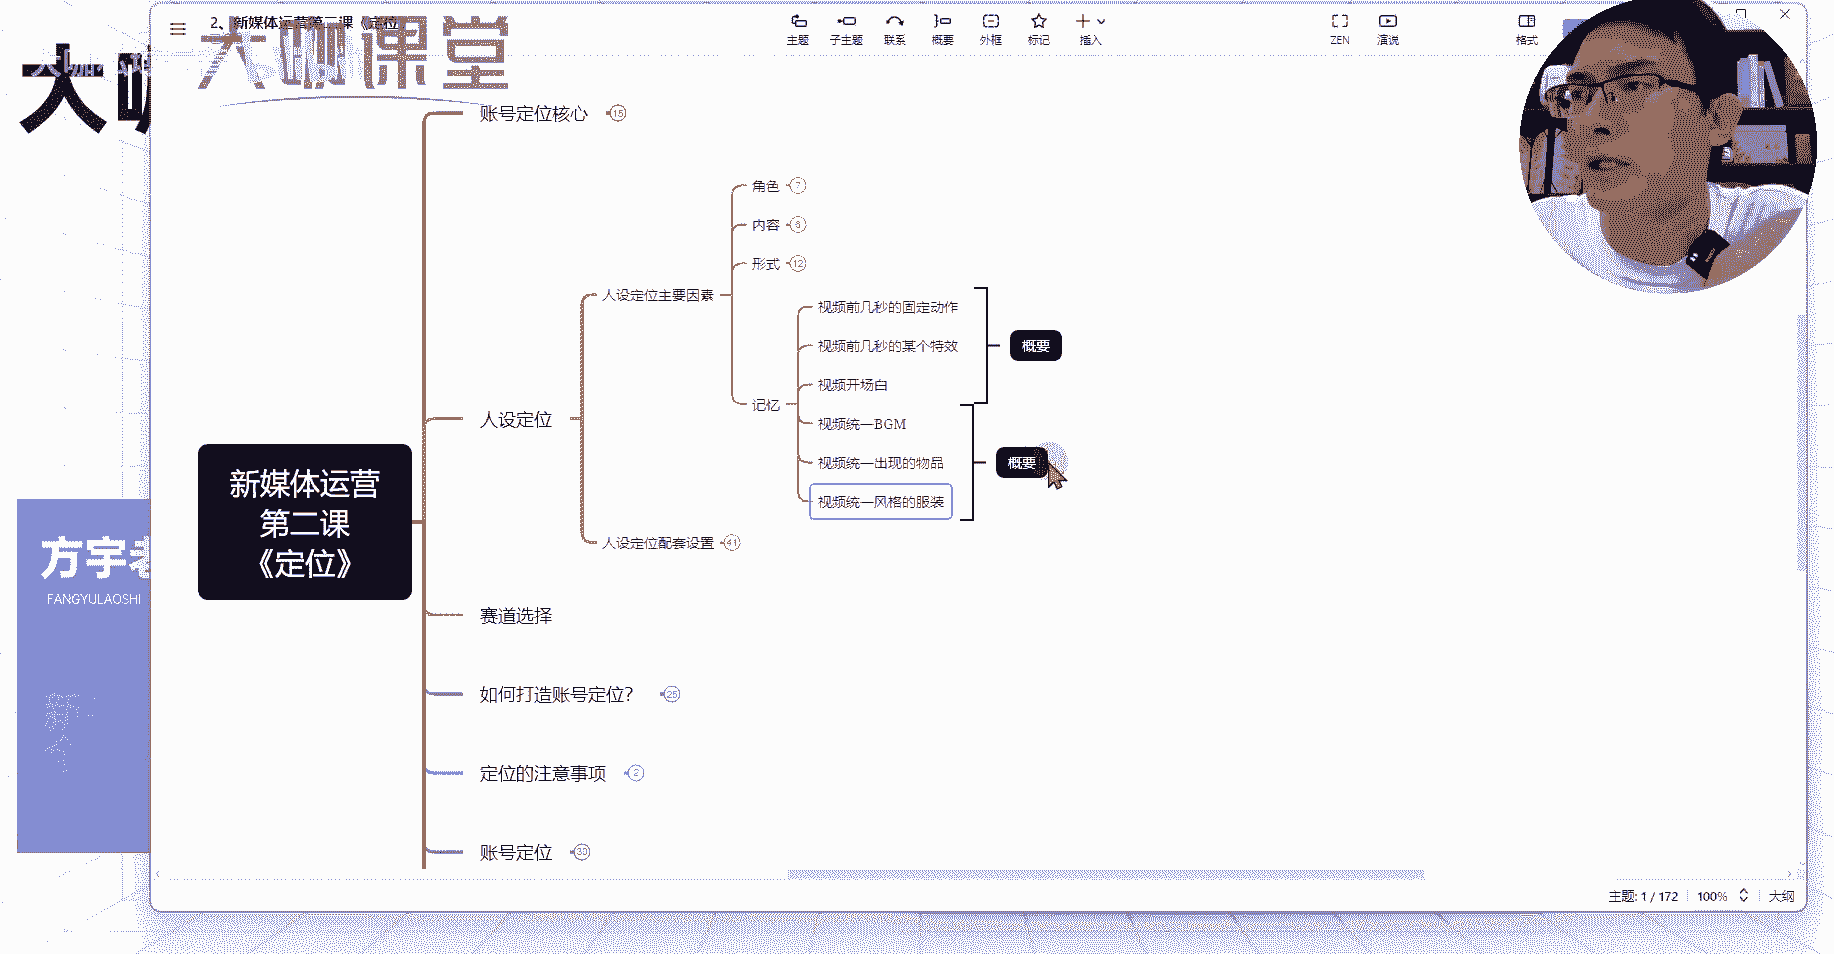 2、新媒体运营第二课《定位》
大咖课堂
主题
子主题
联系
概要
外框
标记
插入
ZEN
演说
格式
大咖
账号定位核心
15
角色
7
内容
形式
12
人设定位主要因素
视频前几秒的固定动作
视频前几秒的某个特效
概要
视频开场白
记忆
人设定位
视频统一BGM
视频统一出现的物品
概要
视频统一风格的服装
新媒体运营
第二课
《定位》
人设定位配套设置
41
方宇老
FANGYULAOSHI
赛道选择
如何打造账号定位？
25
定位的注意事项
2
账号定位
30
主题: 1 / 172
100%
大纲